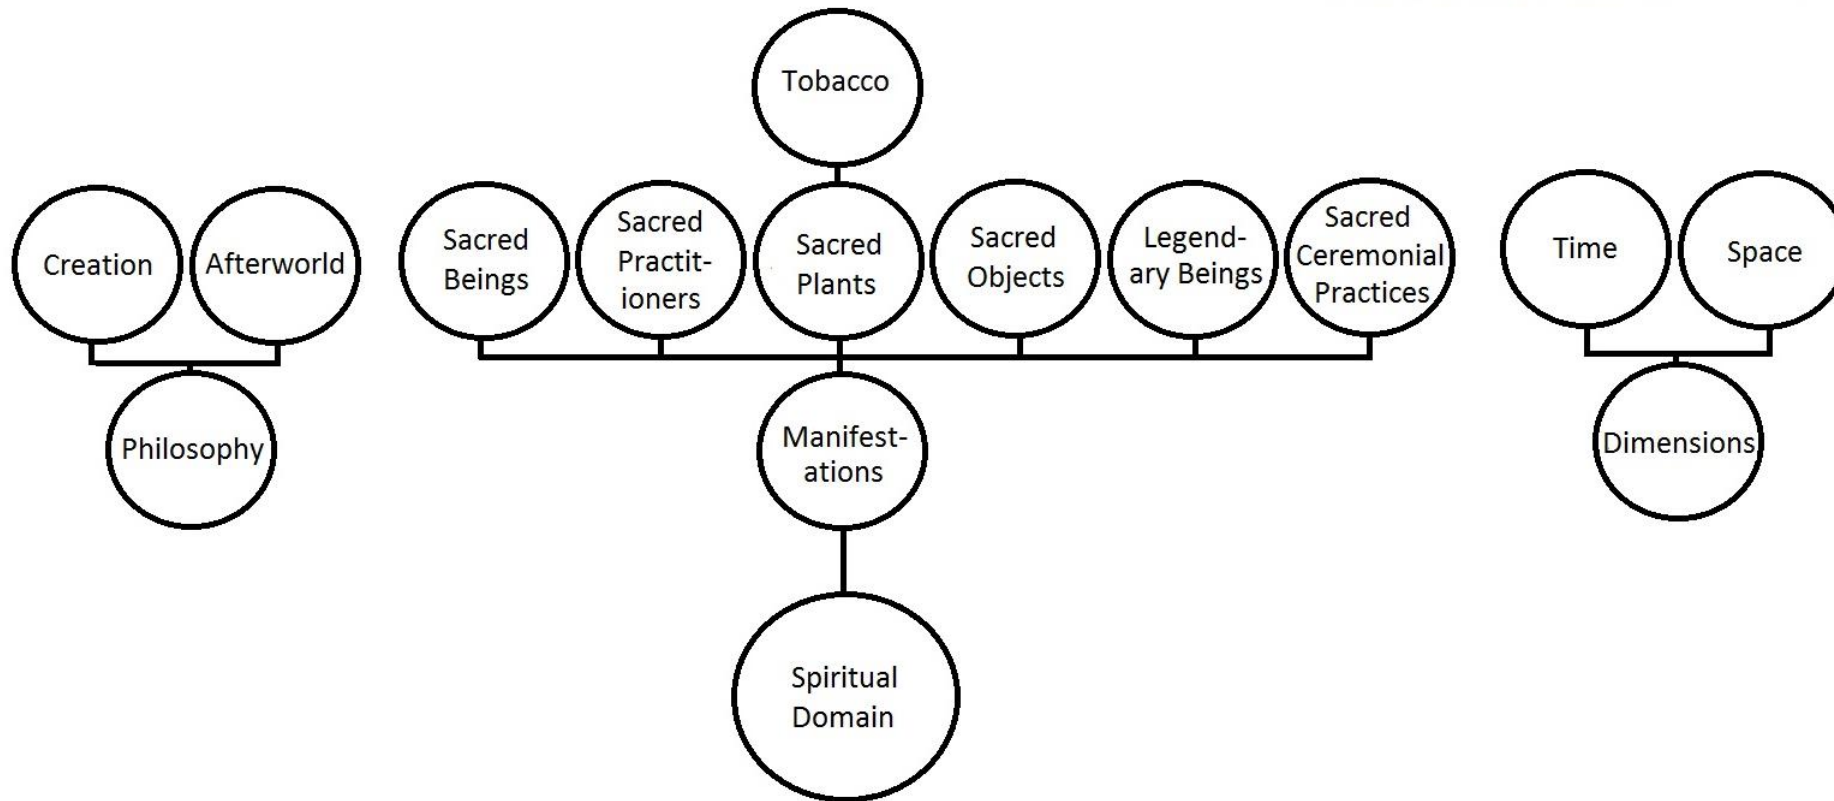 Tobacco
Creation
Afterworld
Sacred
Beings
Sacred
Practit-
ioners
Sacred
Plants
Sacred
Objects
Legend-
ary Beings
Sacred
Ceremonial
Practices
Time
Space
Philosophy
Manifest-
ations
Dimensions
Spiritual
Domain